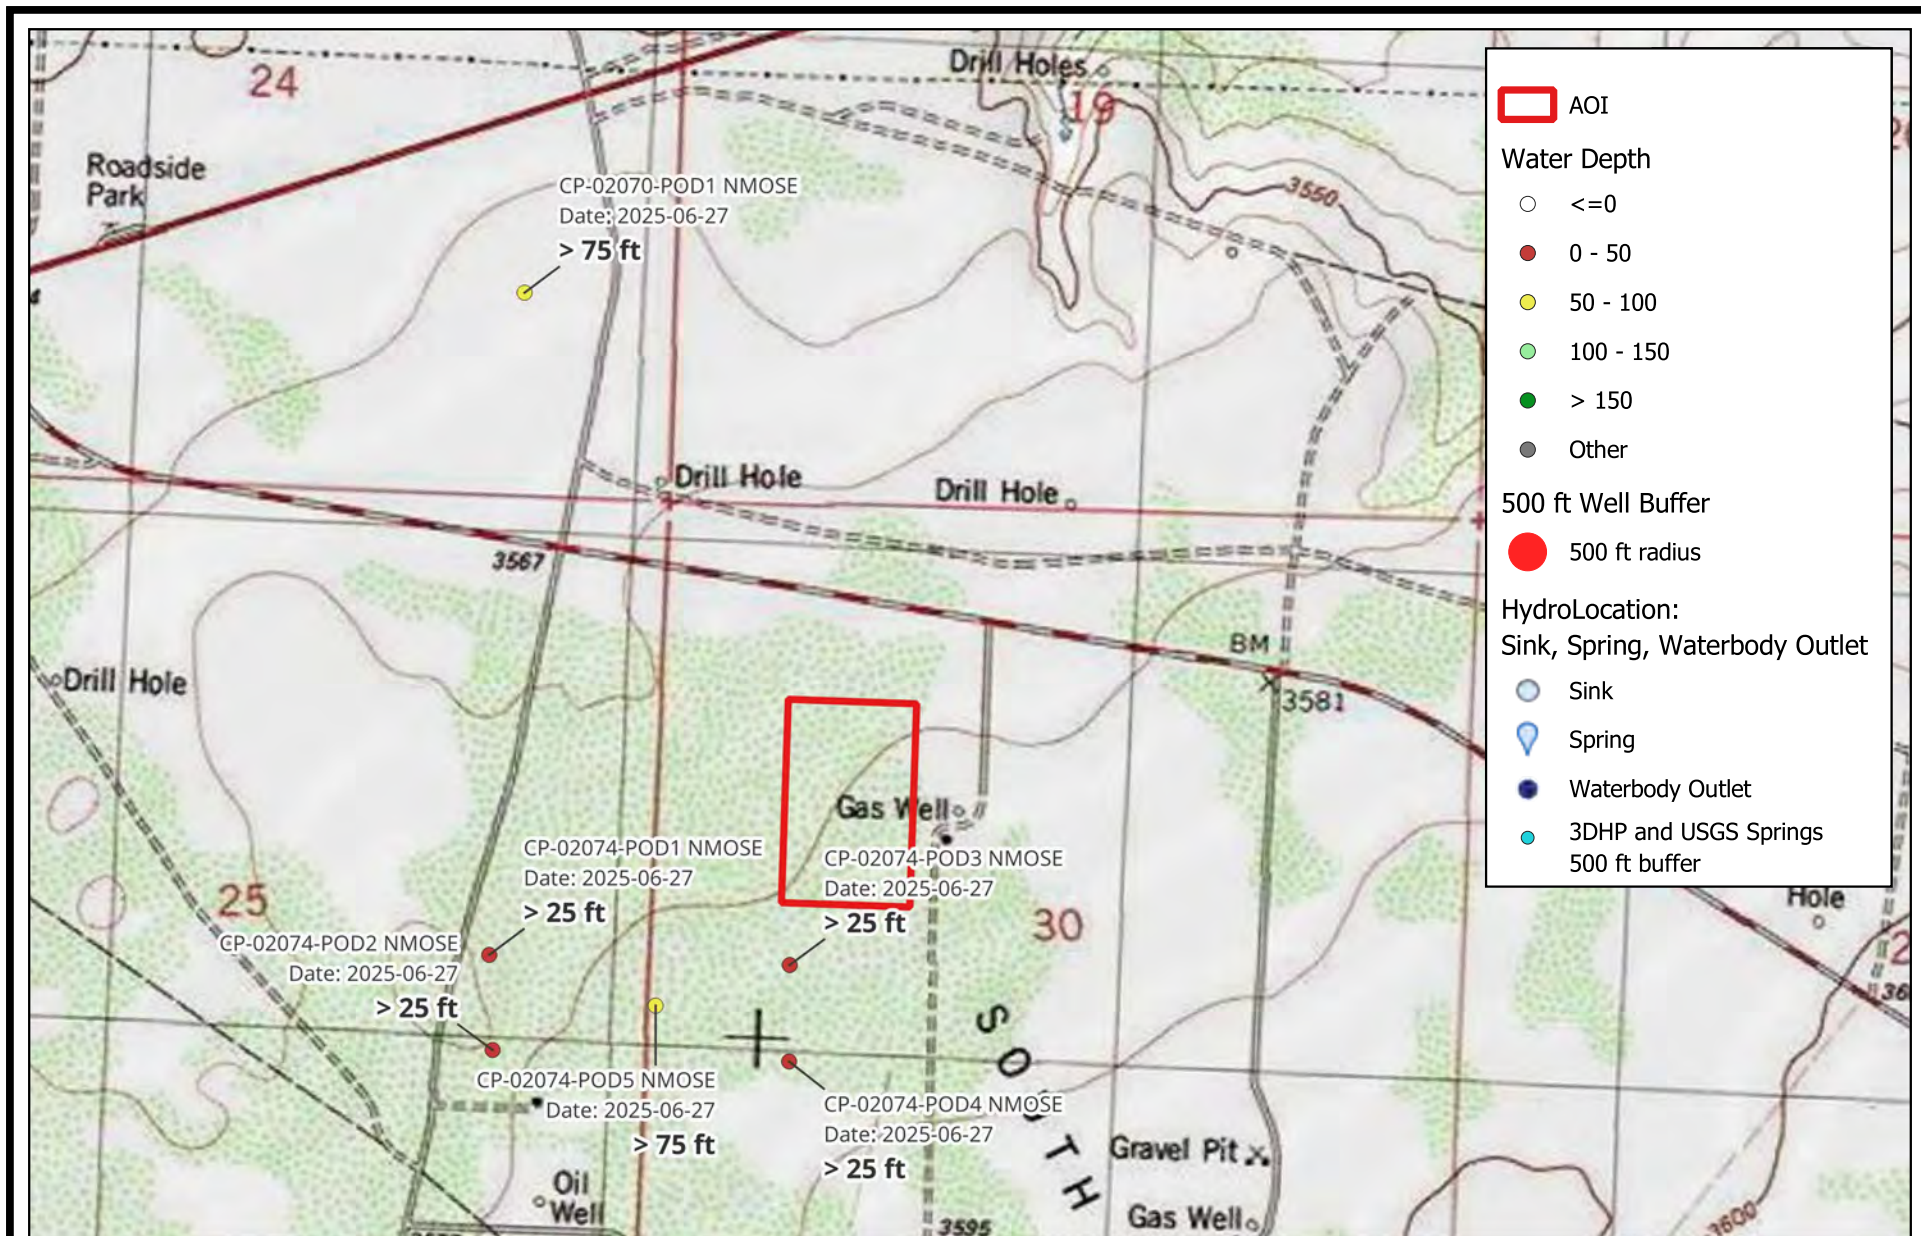 24
Drill Holes
19
Roadside
Park
3550
CP-02070-POD1 NMOSE
Date: 2025-06-27
> 75 ft
4
Drill Hole
Drill Hole
3567
BM
3581
Drill Hole
Gas Well
CP-02074-POD1 NMOSE
Date: 2025-06-27
> 25 ft
CP-02074-POD3 NMOSE
Date: 2025-06-27
> 25 ft
25
30
CP-02074-POD2 NMOSE
Date: 2025-06-27
> 25 ft
Hole
SOUTH
CP-02074-POD5 NMOSE
Date: 2025-06-27
> 75 ft
CP-02074-POD4 NMOSE
Date: 2025-06-27
> 25 ft
Gravel Pit
Oil
Well
Gas Well
3595
3600
AOI
Water Depth
<=0
0 - 50
50 - 100
100 - 150
> 150
Other
500 ft Well Buffer
500 ft radius
HydroLocation:
Sink, Spring, Waterbody Outlet
Sink
Spring
Waterbody Outlet
3DHP and USGS Springs
500 ft buffer